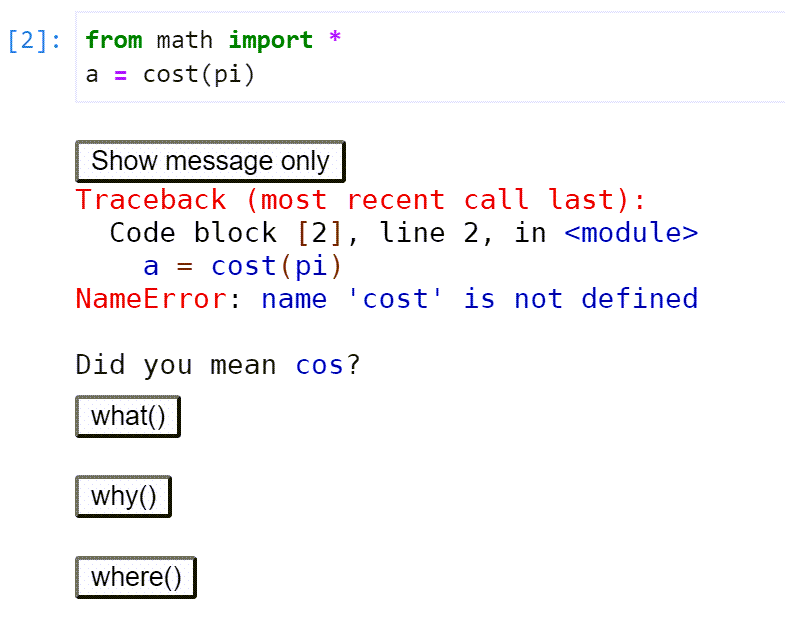 [2]: from math import *
a = cost(pi)
Show message only
Traceback (most recent call last):
  Code block [2], line 2, in <module>
    a = cost(pi)
NameError: name 'cost' is not defined
Did you mean cos?
what()
why()
where()